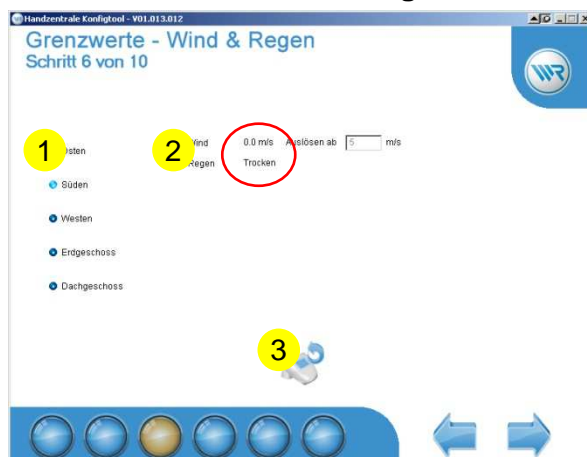 Handzentrale Konfigtool - V01.013.012
Grenzwerte - Wind & Regen
Schritt 6 von 10
WR
1 sten
2 Wind 0.0 m/s Auslösen ab 5 m/s
Regen Trocken
Süden
Westen
Erdgeschoss
Dachgeschoss
3